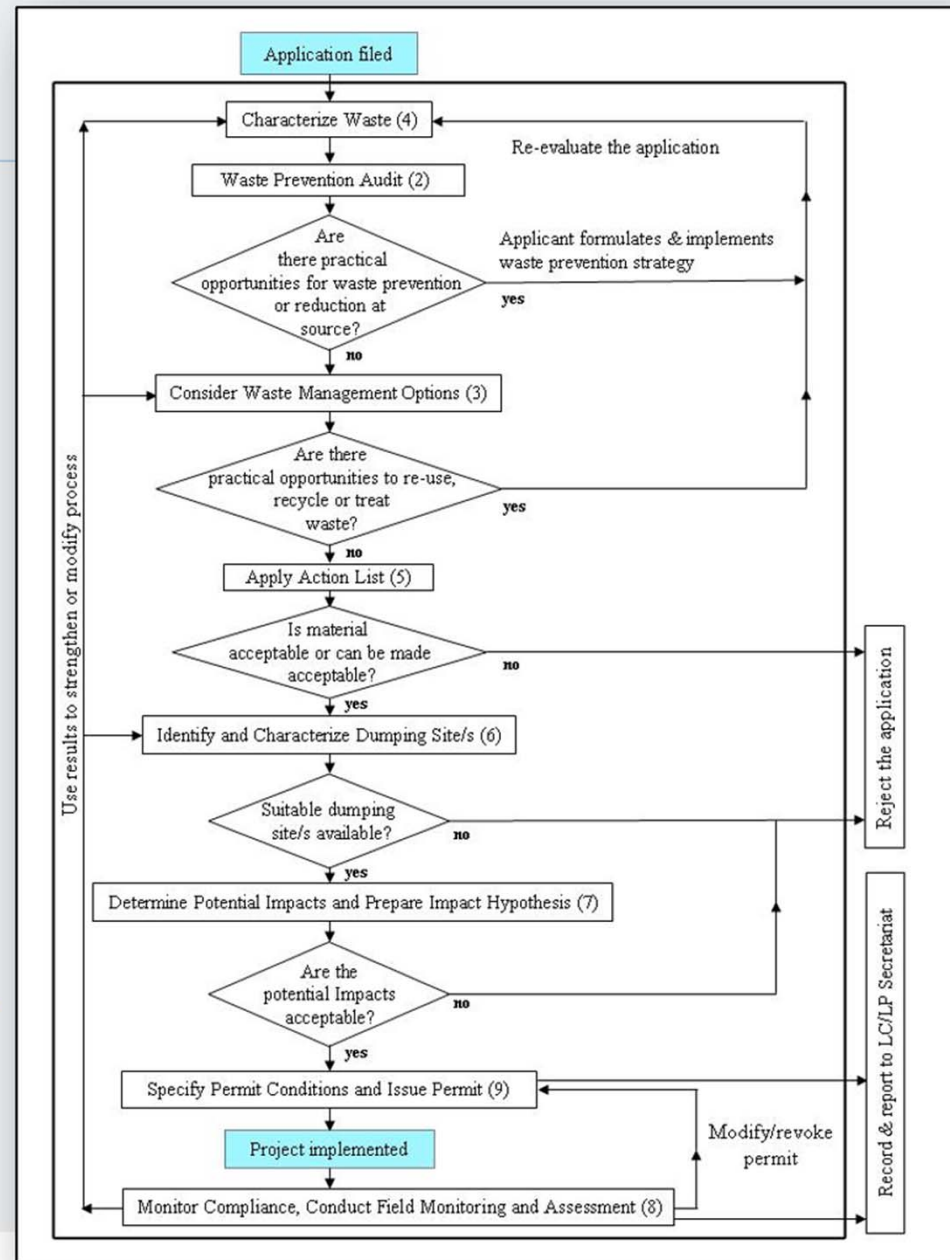 Application filed
Characterize Waste (4)
Re-evaluate the application
Waste Prevention Audit (2)
Are
there practical
opportunities for waste prevention
or reduction at
source?
Applicant formulates & implements
waste prevention strategy
yes
no
Consider Waste Management Options (3)
Are there
practical opportunities to re-use,
recycle or treat
waste?
yes
no
Apply Action List (5)
Is material
acceptable or can be made
acceptable?
no
yes
Identify and Characterize Dumping Site/s (6)
Suitable dumping
site/s available?
no
yes
Determine Potential Impacts and Prepare Impact Hypothesis (7)
Are the
potential Impacts
acceptable?
no
yes
Specify Permit Conditions and Issue Permit (9)
Project implemented
Modify/revoke
permit
Monitor Compliance, Conduct Field Monitoring and Assessment (8)
Use results to strengthen or modify process
Reject the application
Record & report to LC/LP Secretariat